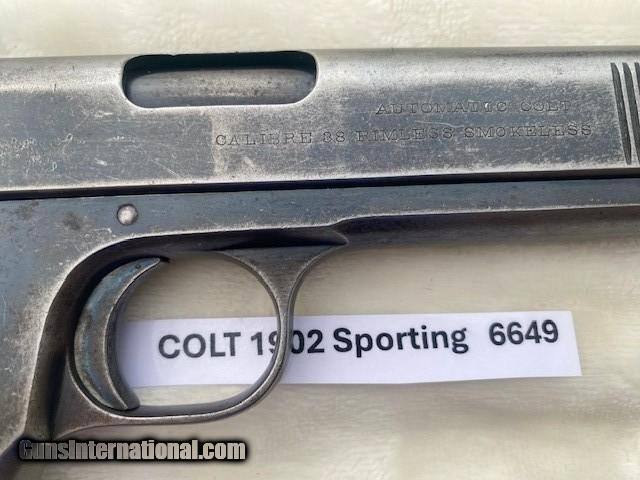 AUTOMATIC COLT
CALIBRE 38 RIMLESS SMOKELESS
COLT 1902 Sporting 6649
GunsInternational.com